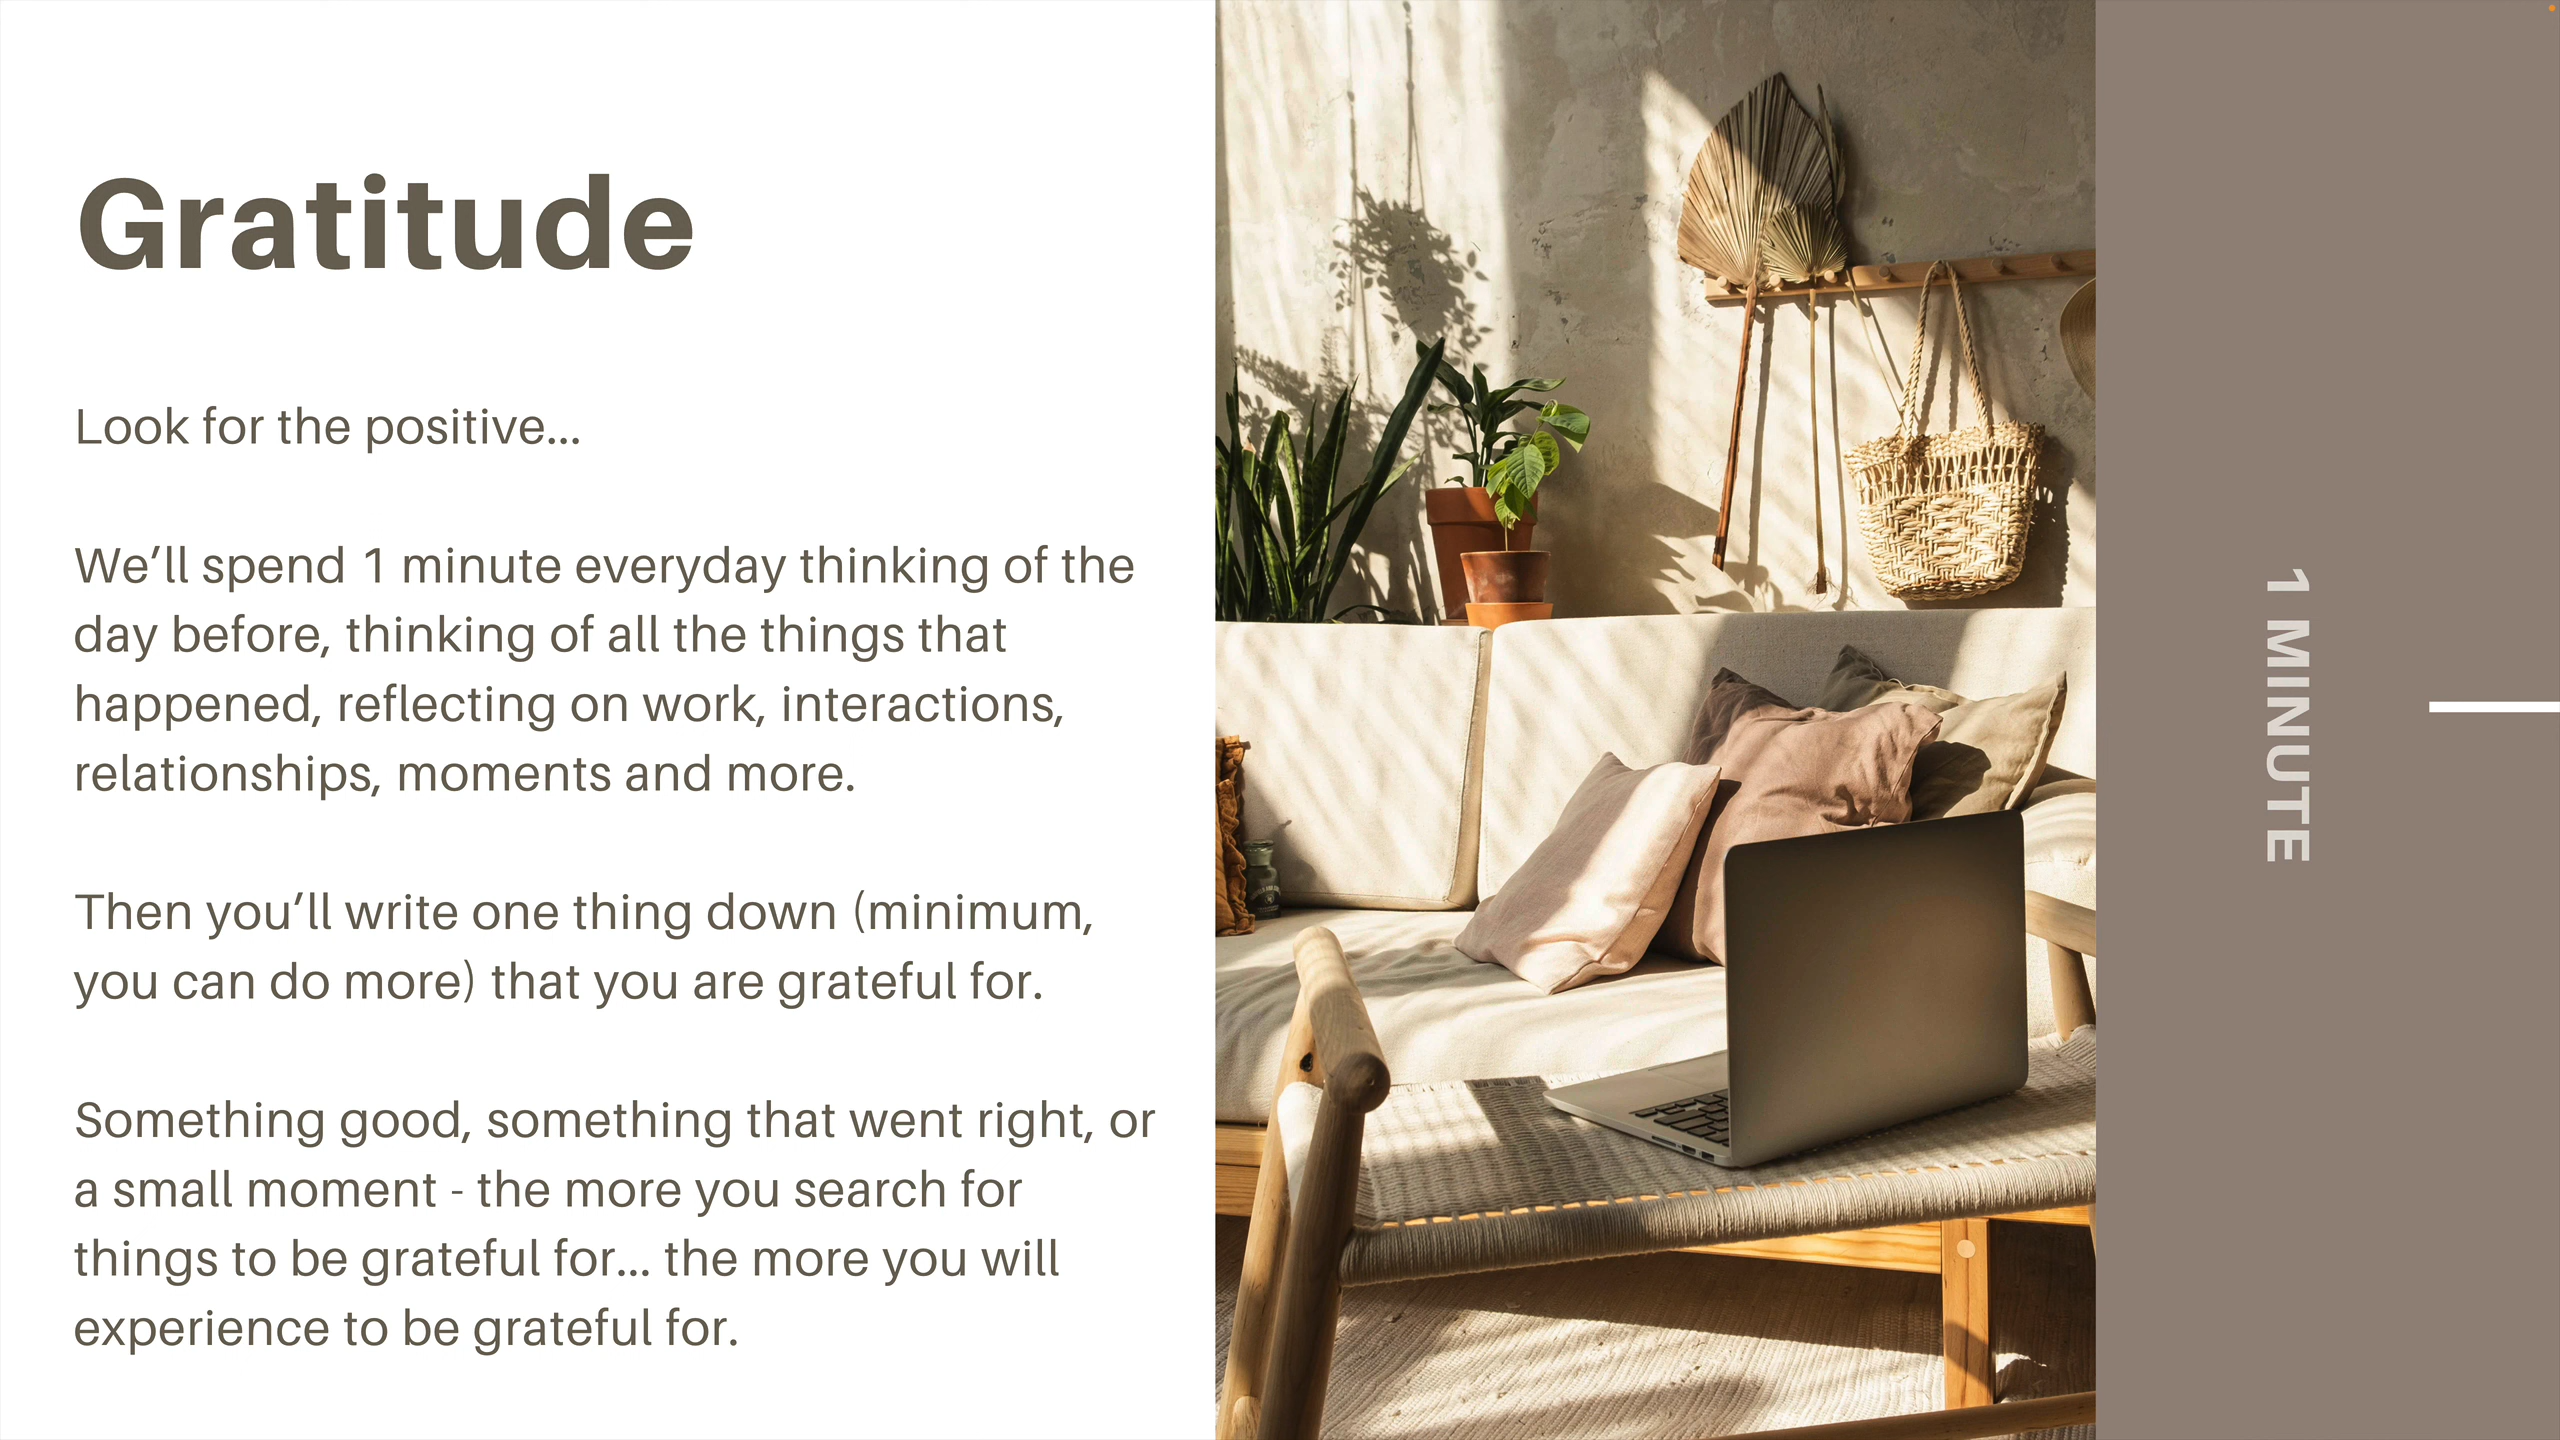 Gratitude
Look for the positive...
We’ll spend 1 minute everyday thinking of the
day before, thinking of all the things that
happened, reflecting on work, interactions,
relationships, moments and more.
Then you’ll write one thing down (minimum,
you can do more) that you are grateful for.
Something good, something that went right, or
a small moment - the more you search for
things to be grateful for... the more you will
experience to be grateful for.
1 MINUTE